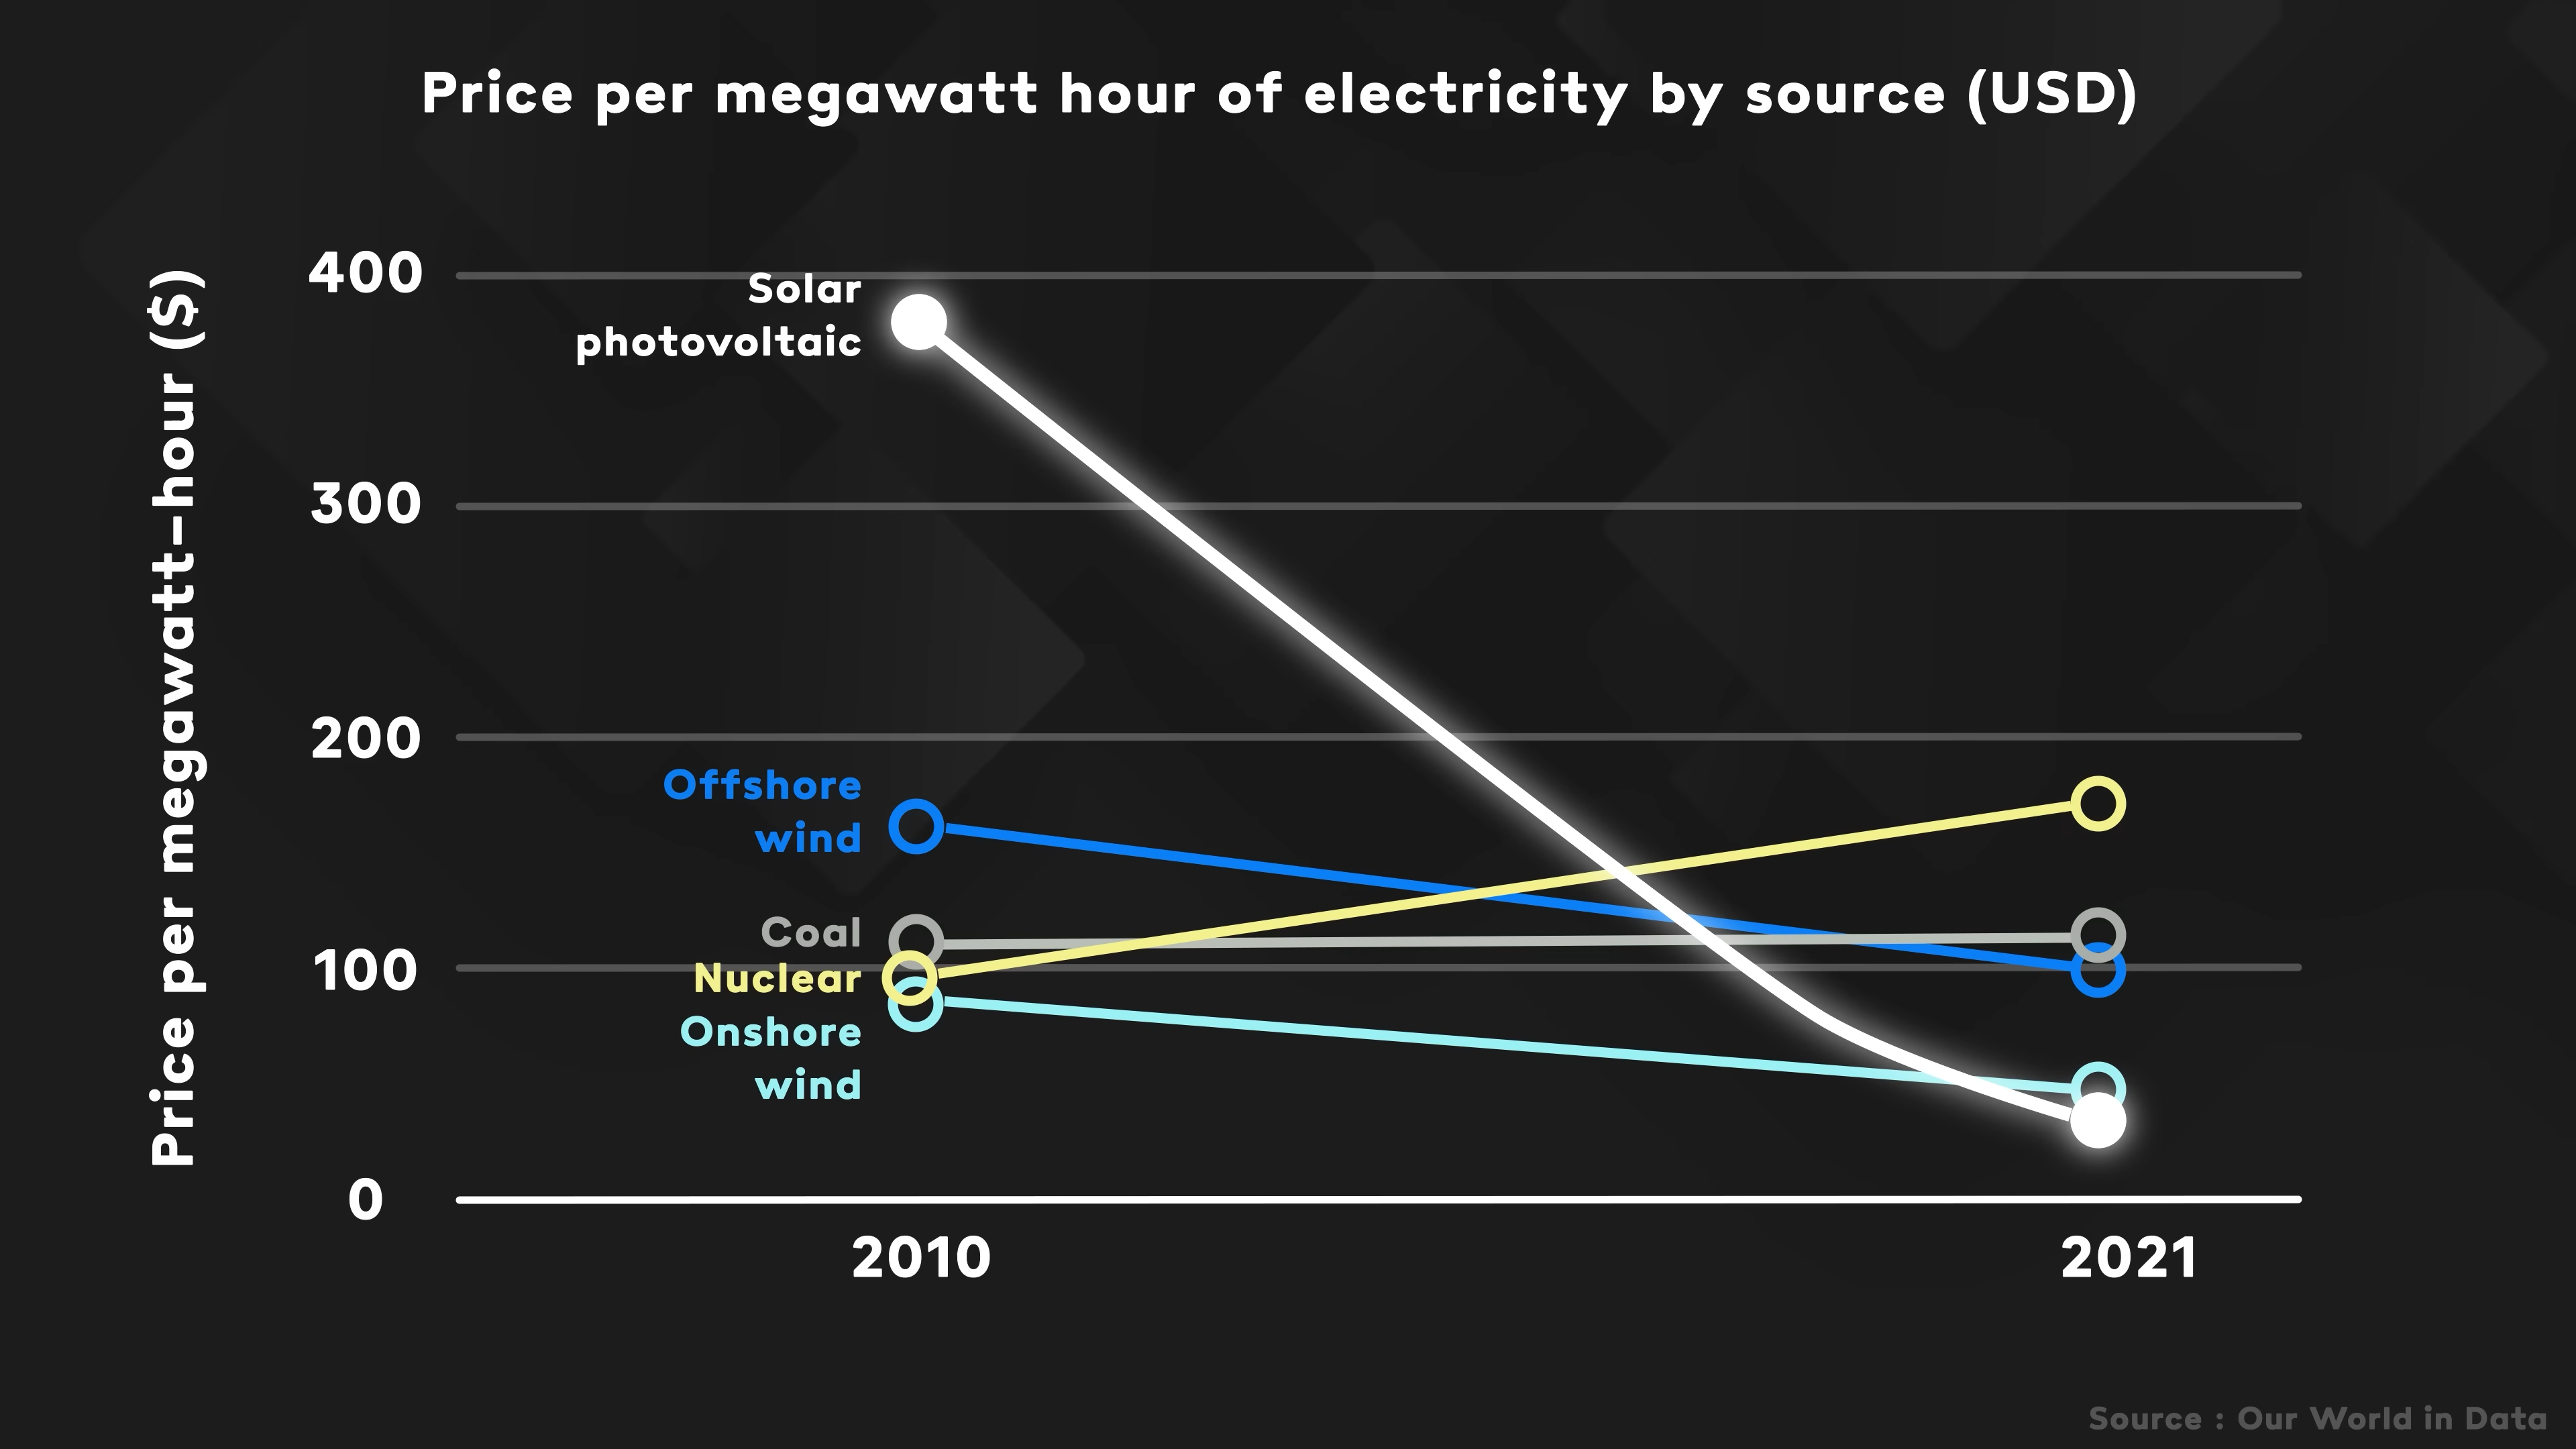 Price per megawatt hour of electricity by source (USD)
Price per megawatt-hour ($)
400
300
200
100
0
Solar
photovoltaic
Offshore
wind
Coal
Nuclear
Onshore
wind
2010
2021
Source : Our World in Data